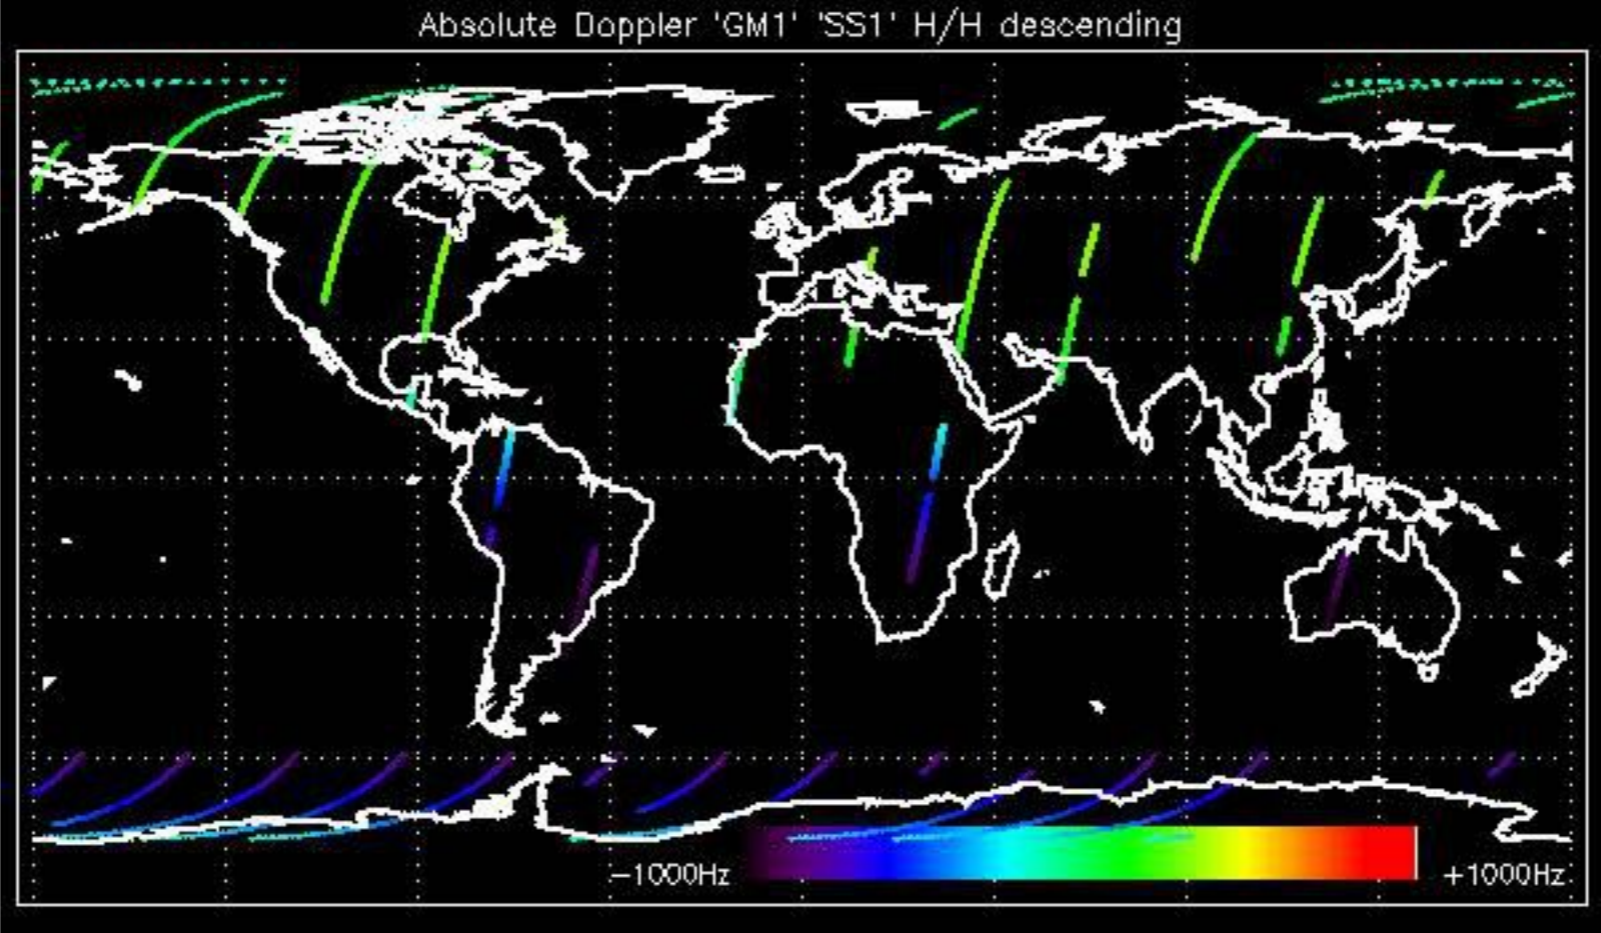 Absolute Doppler 'GM1' 'SS1' H/H descending
−1000Hz
+1000Hz